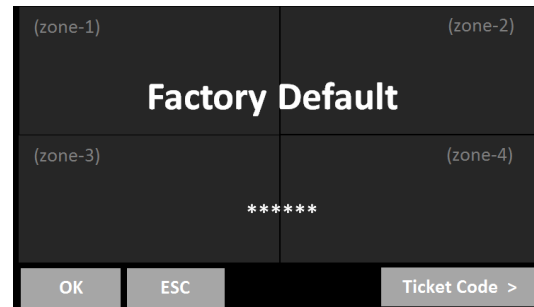 (zone-1) (zone-2)
Factory Default
(zone-3) (zone-4)
******
OK ESC Ticket Code >